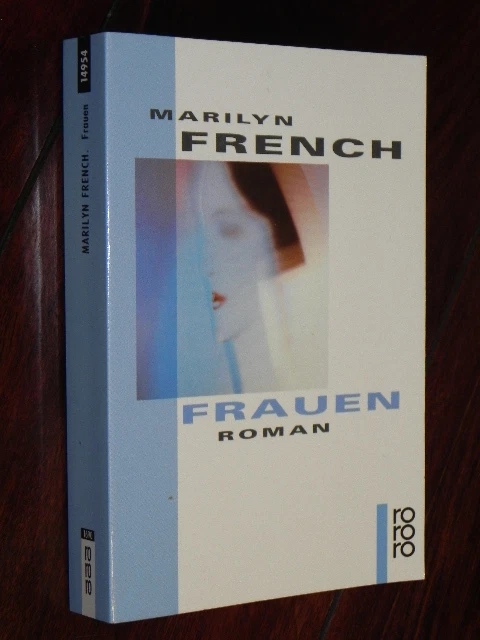 MARILYN
FRENCH
FRAUEN
ROMAN
ro
ro
ro
MARILYN FRENCH. Frauen 14954